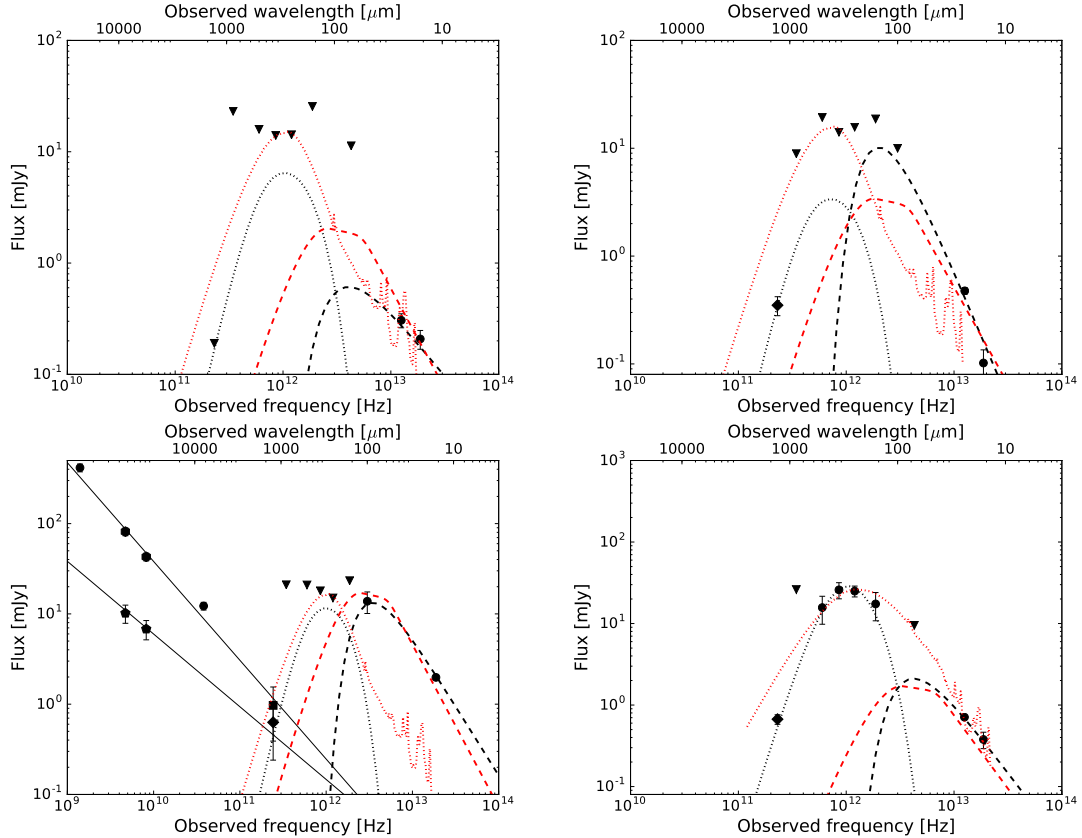 Observed wavelength [μm] Observed wavelength [μm]
10000 1000 100 10 10000 1000 100 10
10² 10²
10¹ 10¹
Flux [mJy] Flux [mJy]
10⁰ 10⁰
10⁻¹ 10⁻¹
10¹⁰ 10¹¹ 10¹² 10¹³ 10¹⁴ 10¹⁰ 10¹¹ 10¹² 10¹³ 10¹⁴
Observed frequency [Hz] Observed frequency [Hz]
Observed wavelength [μm] Observed wavelength [μm]
10000 1000 100 10 10000 1000 100 10
10³
10² 10²
Flux [mJy] Flux [mJy]
10¹ 10¹
10⁰ 10⁰
10⁻¹ 10⁻¹
10⁹ 10¹⁰ 10¹¹ 10¹² 10¹³ 10¹⁴ 10¹⁰ 10¹¹ 10¹² 10¹³ 10¹⁴
Observed frequency [Hz] Observed frequency [Hz]